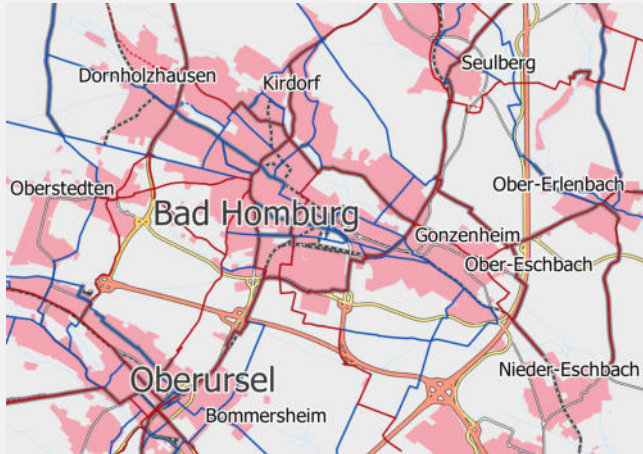 Seulberg
Dornholzhausen
Kirdorf
Oberstedten
Ober-Erlenbach
Bad Homburg
Gonzenheim
Ober-Eschbach
Nieder-Eschbach
Oberursel
Bommersheim